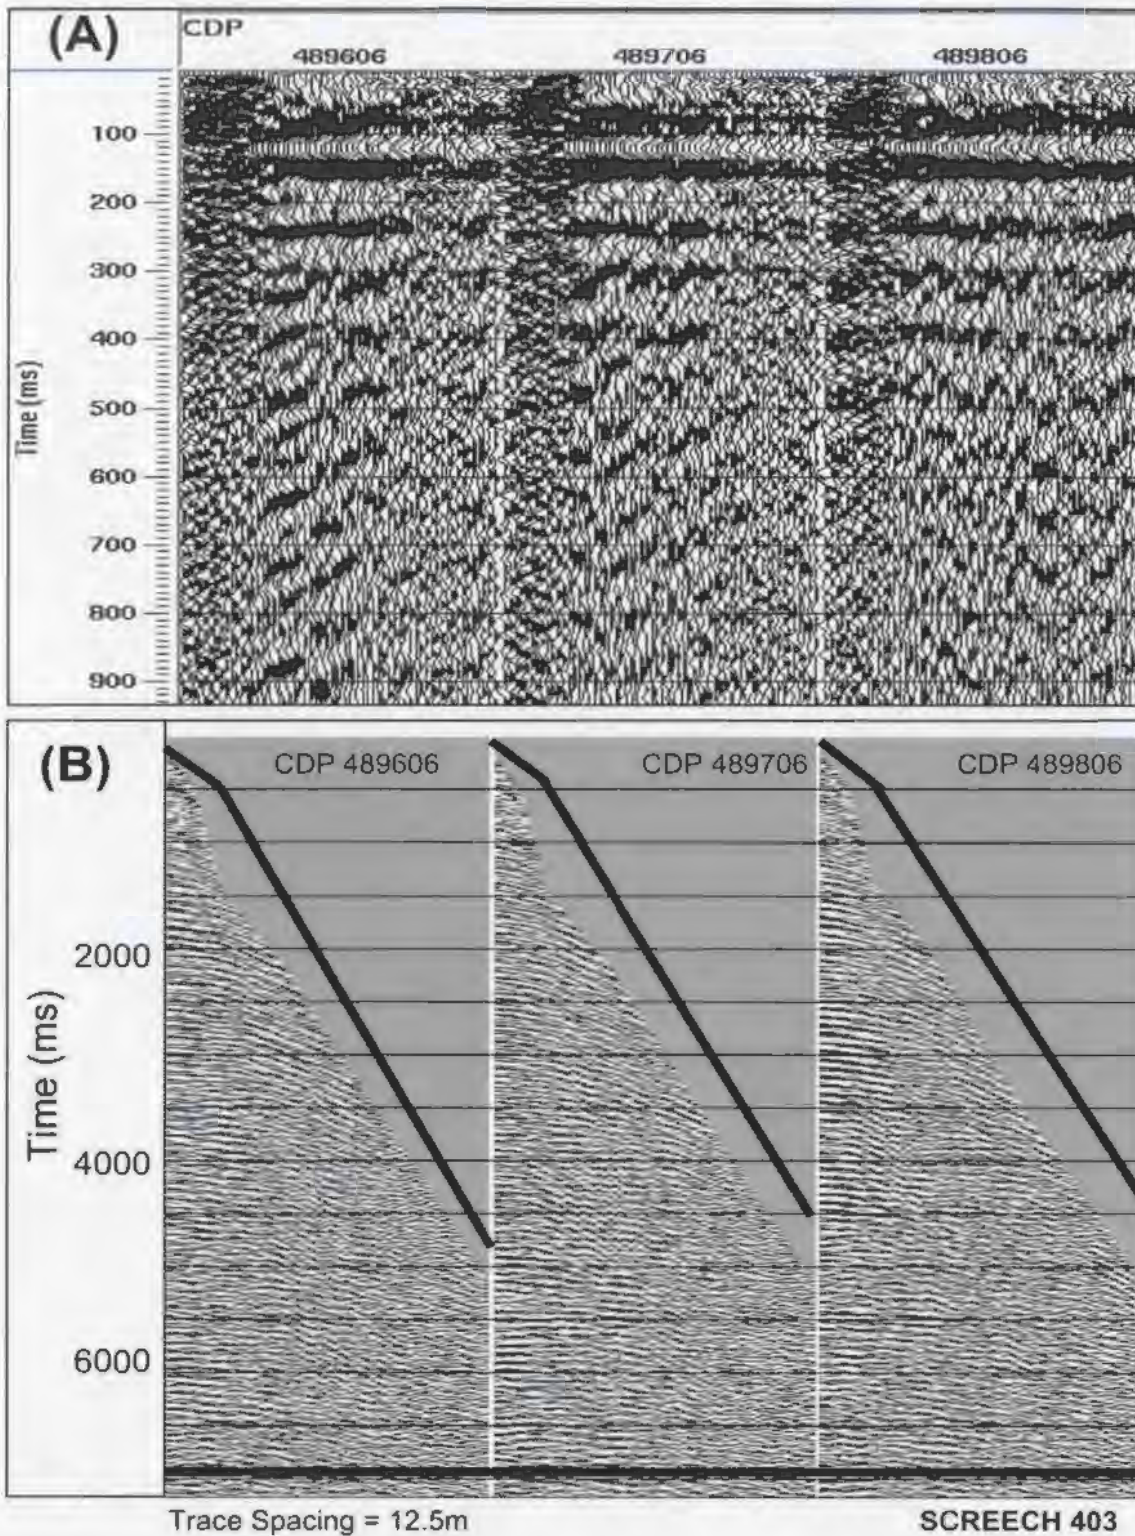 (A)
CDP
489606 489706 489806
100
200
300
400
500
600
700
800
900
Time (ms)
(B)
CDP 489606 CDP 489706 CDP 489806
2000
4000
6000
Time (ms)
Trace Spacing = 12.5m SCREECH 403